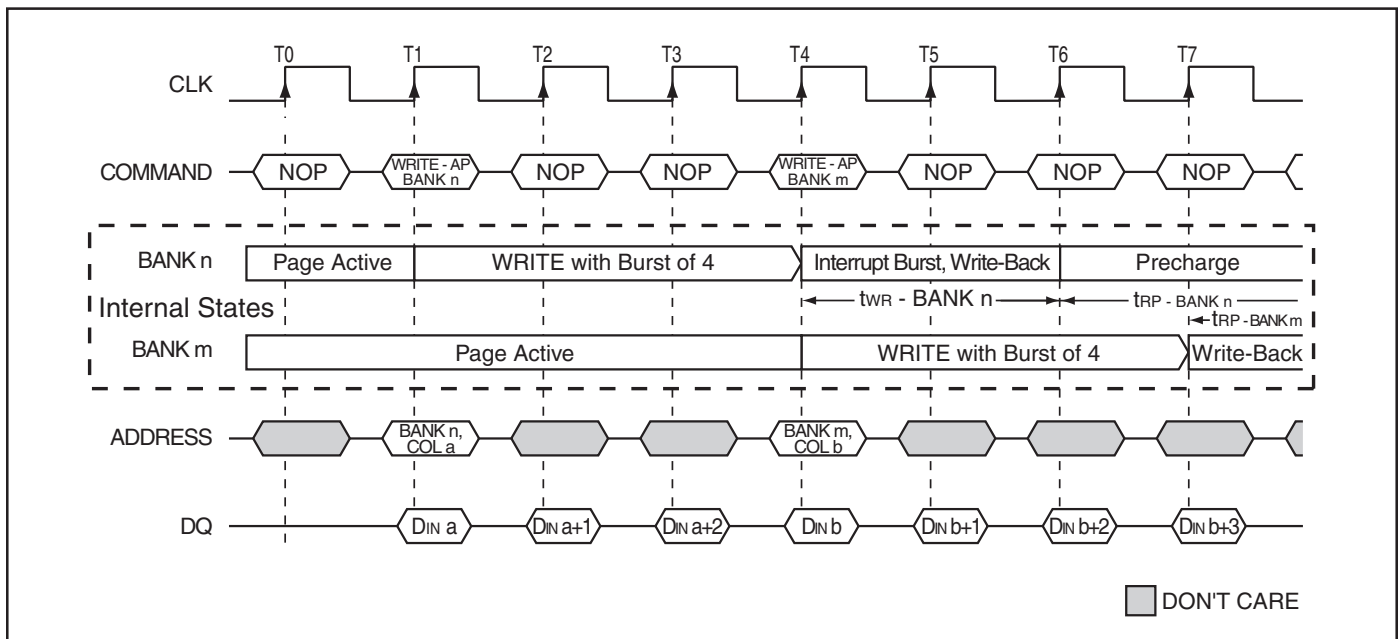 T0 T1 T2 T3 T4 T5 T6 T7
CLK
COMMAND NOP WRITE - AP BANK n NOP NOP WRITE - AP BANK m NOP NOP NOP
BANK n Page Active WRITE with Burst of 4 Interrupt Burst, Write-Back Precharge
Internal States tWR - BANK n tRP - BANK n
tRP - BANK m
BANK m Page Active WRITE with Burst of 4 Write-Back
ADDRESS BANK n, COL a BANK m, COL b
DQ DIN a DIN a+1 DIN a+2 DIN b DIN b+1 DIN b+2 DIN b+3
DON'T CARE